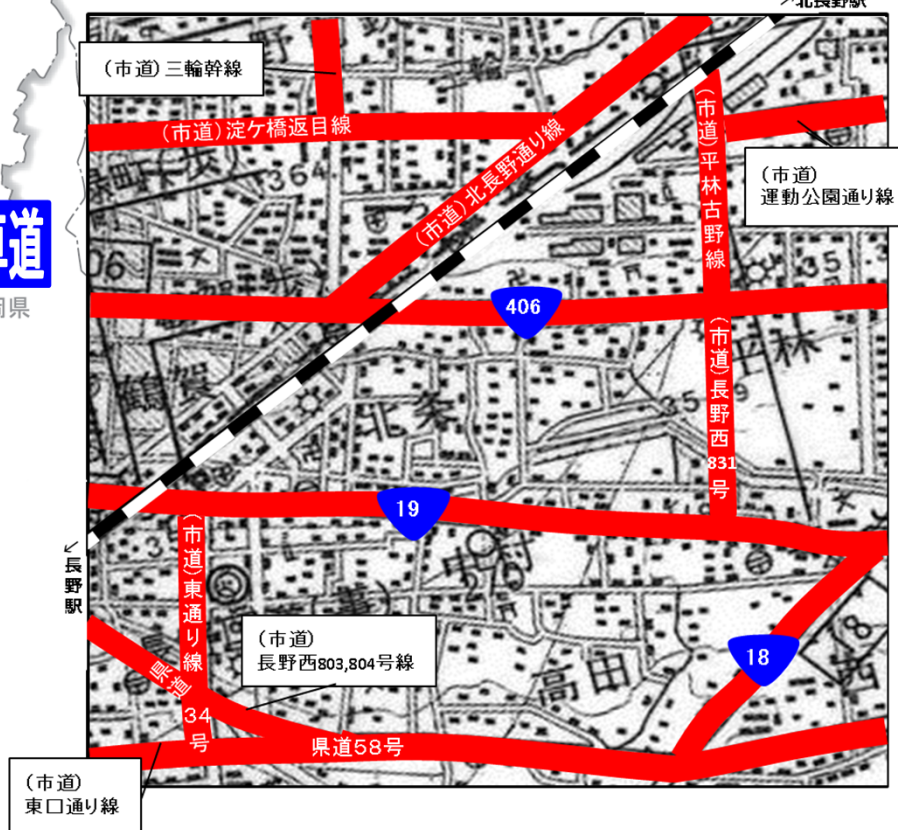 北長野駅
(市道)三輪幹線
(市道)淀ケ橋返目線
(市道)北長野通り線
(市道)平林古野線
(市道)
運動公園通り線
364
道
県
35
406
鶴賀
北条
平林
(市道)長野西831号
19
↙長野駅
(市道)東通り線
(市道)
長野西803,804号線
18
高田
県道34号
県道58号
(市道)
東口通り線